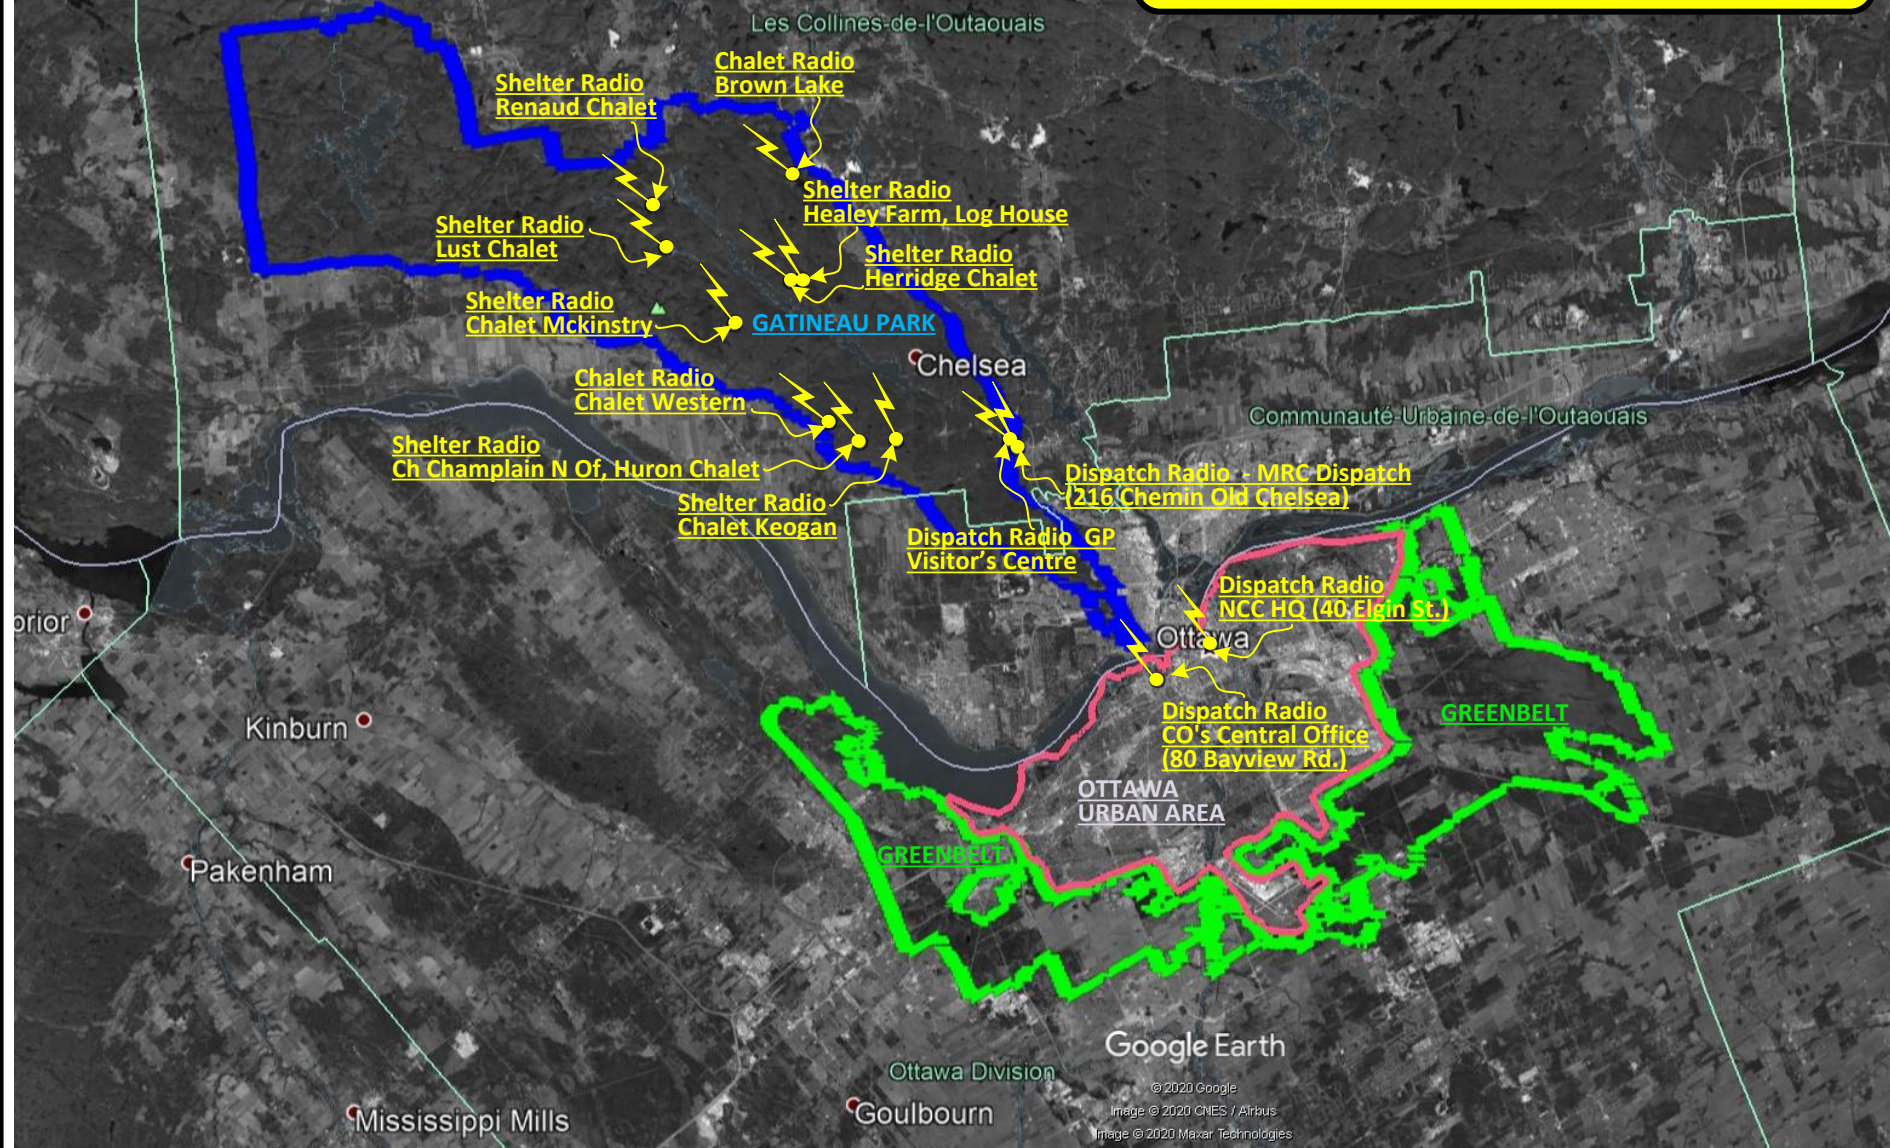 Les Collines-de-l'Outaouais
Chalet Radio
Brown Lake
Shelter Radio
Renaud Chalet
Shelter Radio
Healey Farm, Log House
Shelter Radio
Lust Chalet
Shelter Radio
Herridge Chalet
Shelter Radio
Chalet Mckinstry
GATINEAU PARK
Chelsea
Chalet Radio
Chalet Western
Communauté-Urbaine-de-l'Outaouais
Shelter Radio
Ch Champlain N Of, Huron Chalet
Dispatch Radio - MRC Dispatch
(216 Chemin Old Chelsea)
Shelter Radio
Chalet Keogan
Dispatch Radio GP
Visitor's Centre
Dispatch Radio
NCC HQ (40 Elgin St.)
prior
Ottawa
Kinburn
Dispatch Radio
CO's Central Office
(80 Bayview Rd.)
GREENBELT
OTTAWA
URBAN AREA
GREENBELT
Pakenham
Google Earth
Ottawa Division
© 2020 Google
Image © 2020 CNES / Airbus
Image © 2020 Maxar Technologies
Mississippi Mills
Goulbourn